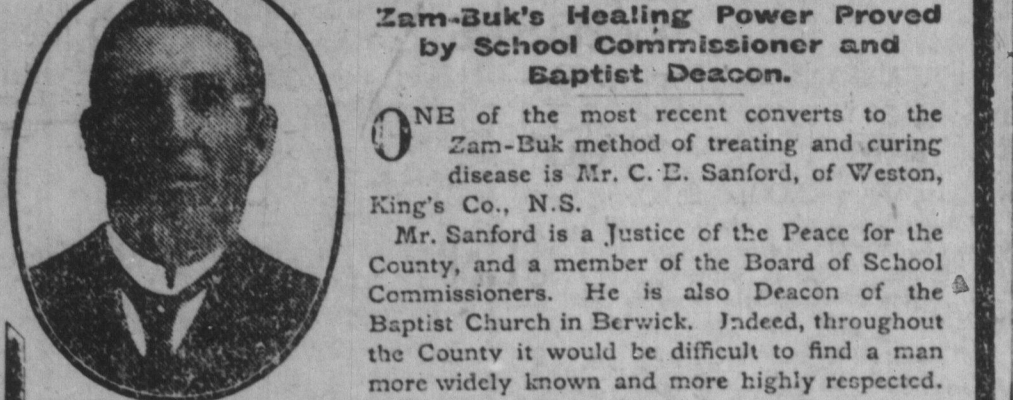 Zam-Buk's Healing Power Proved
by School Commissioner and
Baptist Deacon.
ONE of the most recent converts to the
Zam-Buk method of treating and curing
disease is Mr. C. E. Sanford, of Weston,
King's Co., N.S.
Mr. Sanford is a Justice of the Peace for the
County, and a member of the Board of School
Commissioners. He is also Deacon of the
Baptist Church in Berwick. Indeed, throughout
the County it would be difficult to find a man
more widely known and more highly respected.